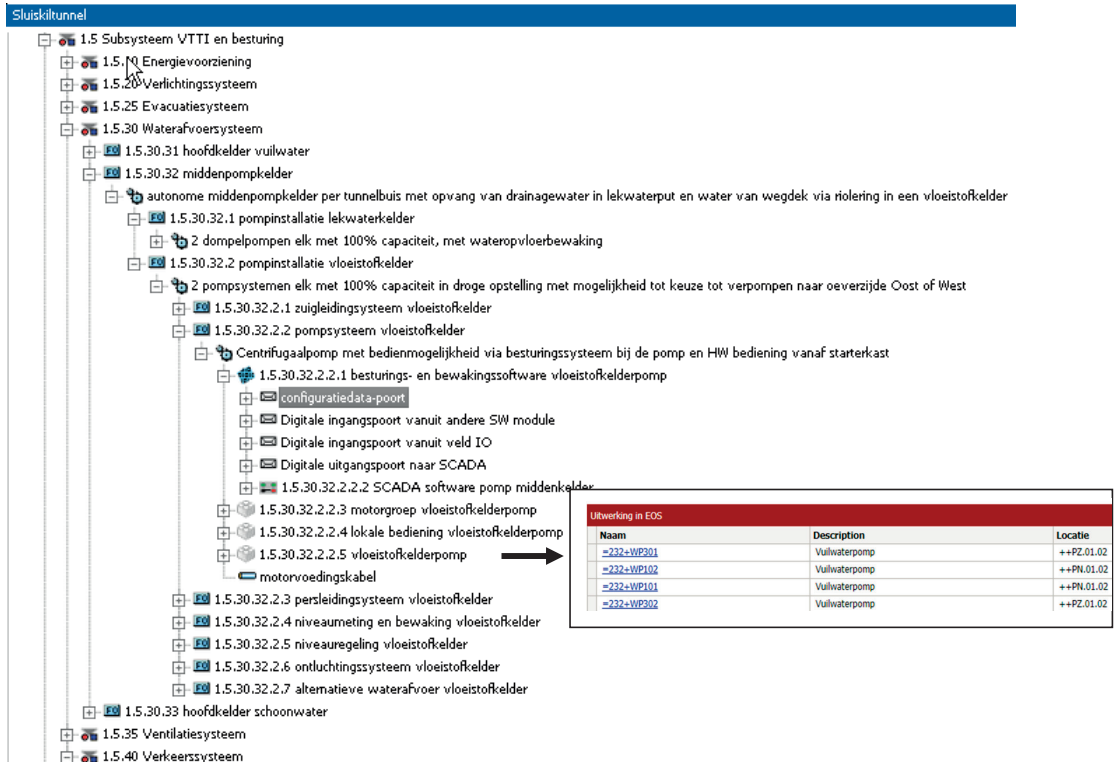 Sluiskiltunnel
1.5 Subsysteem VTTI en besturing
1.5.10 Energievoorziening
1.5.20 Verlichtingssysteem
1.5.25 Evacuatiesysteem
1.5.30 Waterafvoersysteem
1.5.30.31 hoofdkelder vuilwater
1.5.30.32 middenpompkelder
autonome middenpompkelder per tunnelbuis met opvang van drainagewater in lekwaterput en water van wegdek via riolering in een vloeistofkelder
1.5.30.32.1 pompinstallatie lekwaterkelder
2 dompelpompen elk met 100% capaciteit, met wateropvloerbewaking
1.5.30.32.2 pompinstallatie vloeistofkelder
2 pompsystemen elk met 100% capaciteit in droge opstelling met mogelijkheid tot keuze tot verpompen naar oeverzijde Oost of West
1.5.30.32.2.1 zuigleidingsysteem vloeistofkelder
1.5.30.32.2.2 pompsysteem vloeistofkelder
Centrifugaalpomp met bedienmogelijkheid via besturingssysteem bij de pomp en HW bediening vanaf starterkast
1.5.30.32.2.2.1 besturings- en bewakingssoftware vloeistofkelderpomp
configuratiedata-poort
Digitale ingangspoort vanuit andere SW module
Digitale ingangspoort vanuit veld IO
Digitale uitgangspoort naar SCADA
1.5.30.32.2.2.2 SCADA software pomp middenkelder
1.5.30.32.2.2.3 motorgroep vloeistofkelderpomp
1.5.30.32.2.2.4 lokale bediening vloeistofkelderpomp
1.5.30.32.2.2.5 vloeistofkelderpomp
motorvoedingskabel
1.5.30.32.2.3 persleidingsysteem vloeistofkelder
1.5.30.32.2.4 niveaumeting en bewaking vloeistofkelder
1.5.30.32.2.5 niveauregeling vloeistofkelder
1.5.30.32.2.6 ontluchtingssysteem vloeistofkelder
1.5.30.32.2.7 alternatieve waterafvoer vloeistofkelder
1.5.30.33 hoofdkelder schoonwater
1.5.35 Ventilatiesysteem
1.5.40 Verkeerssysteem
Uitwerking in EOS
Naam Description Locatie
=232+WP301 Vuilwaterpomp ++PZ.01.02
=232+WP102 Vuilwaterpomp ++PN.01.02
=232+WP101 Vuilwaterpomp ++PN.01.02
=232+WP302 Vuilwaterpomp ++PZ.01.02